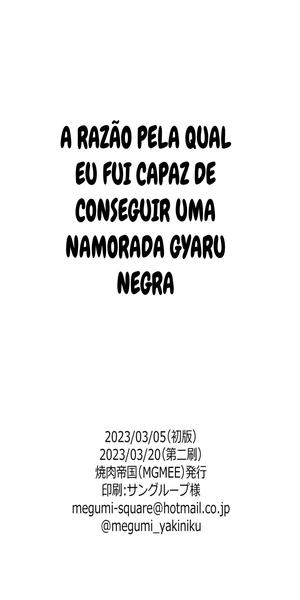 A RAZÃO PELA QUAL
EU FUI CAPAZ DE
CONSEGUIR UMA
NAMORADA GYARU
NEGRA
2023/03/05(初版)
2023/03/20(第二刷)
焼肉帝国(MGMEE)発行
印刷:サングループ様
megumi-square@hotmail.co.jp
@megumi_yakiniku